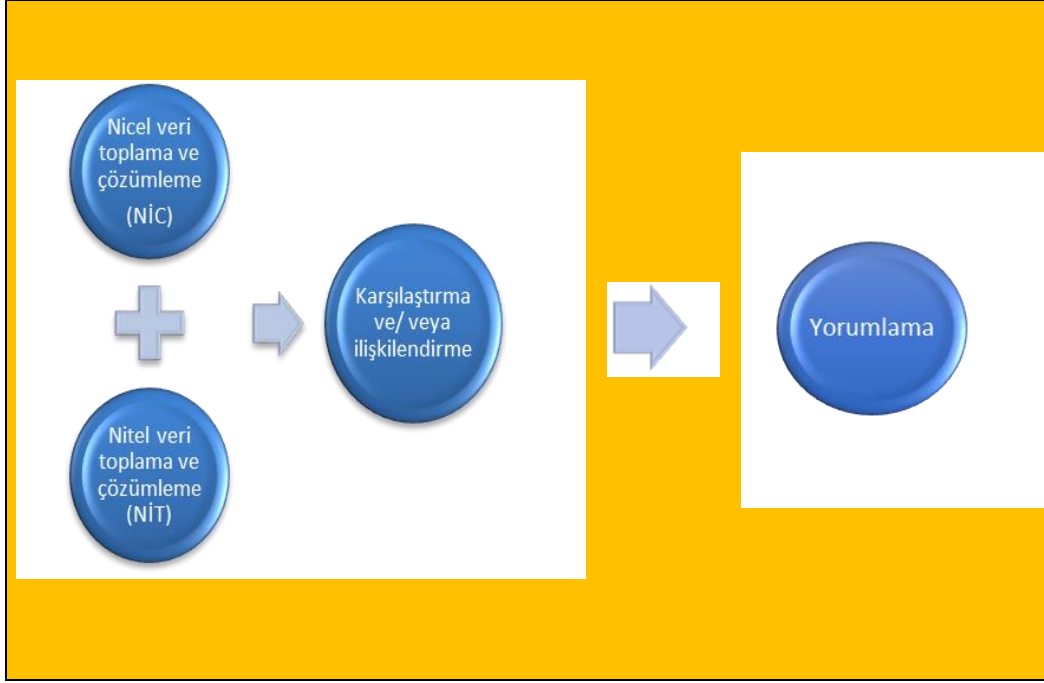 Nicel veri
toplama ve
çözümleme
(NİC)
Nitel veri
toplama ve
çözümleme
(NİT)
Karşılaştırma
ve/ veya
ilişkilendirme
Yorumlama